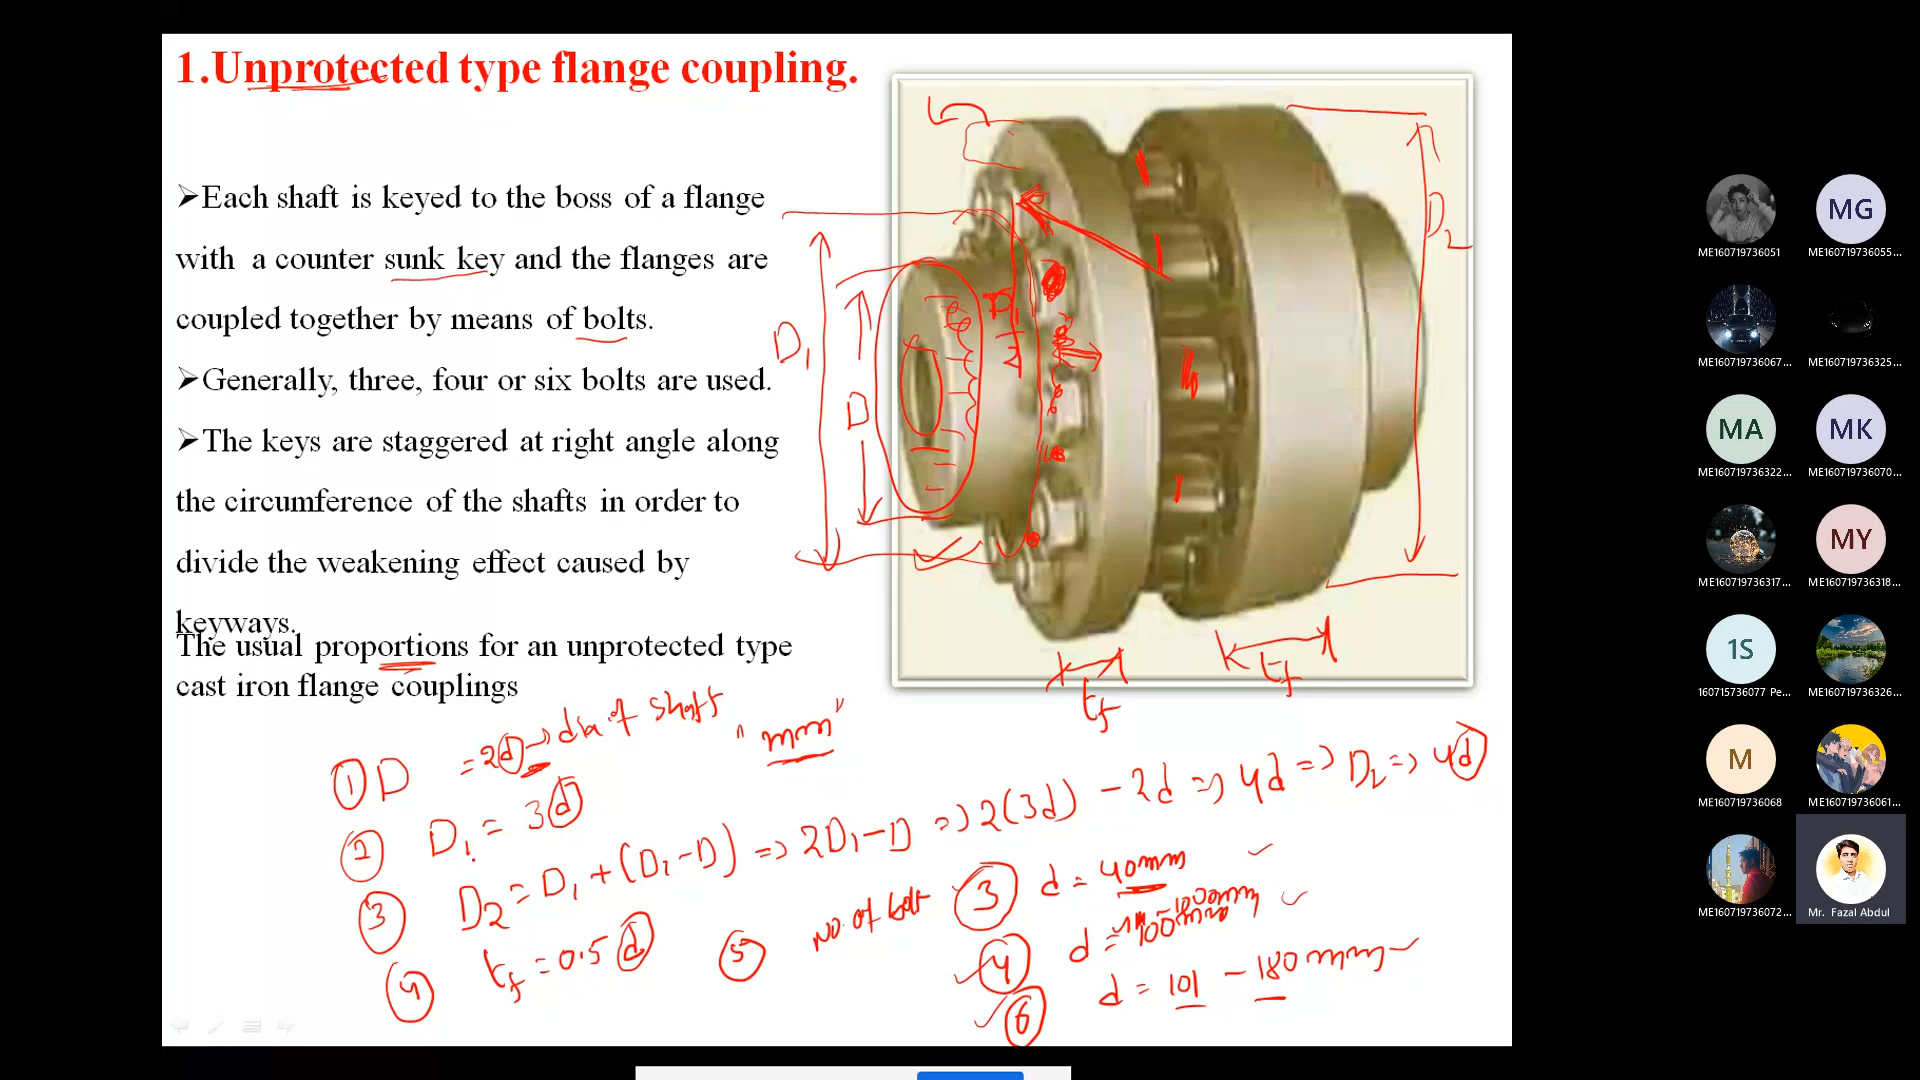 1.Unprotected type flange coupling.
➢Each shaft is keyed to the boss of a flange
with a counter sunk key and the flanges are
coupled together by means of bolts.
➢Generally, three, four or six bolts are used.
➢The keys are staggered at right angle along
the circumference of the shafts in order to
divide the weakening effect caused by
keyways.
The usual proportions for an unprotected type
cast iron flange couplings
D₁
D
D₁/2
D₂
t_f
t_f
① D = 2d → dia of shaft "mm"
② D₁ = 3d
③ D₂ = D₁ + (D₁ - D) => 2D₁ - D => 2(3d) - 2d => 4d => D₂ => 4d
④ t_f = 0.5d
⑤ No. of bolt
③ d = 40mm ✓
④ d = 100mm ✓
⑥ d = 101 - 180mm
ME160719736051
MG
ME160719736055...
ME160719736067...
ME160719736325...
MA
ME160719736322...
MK
ME160719736070...
ME160719736317...
MY
ME160719736318...
1S
160715736077 Pe...
ME160719736326...
M
ME160719736068
ME160719736061...
ME160719736072...
Mr. Fazal Abdul